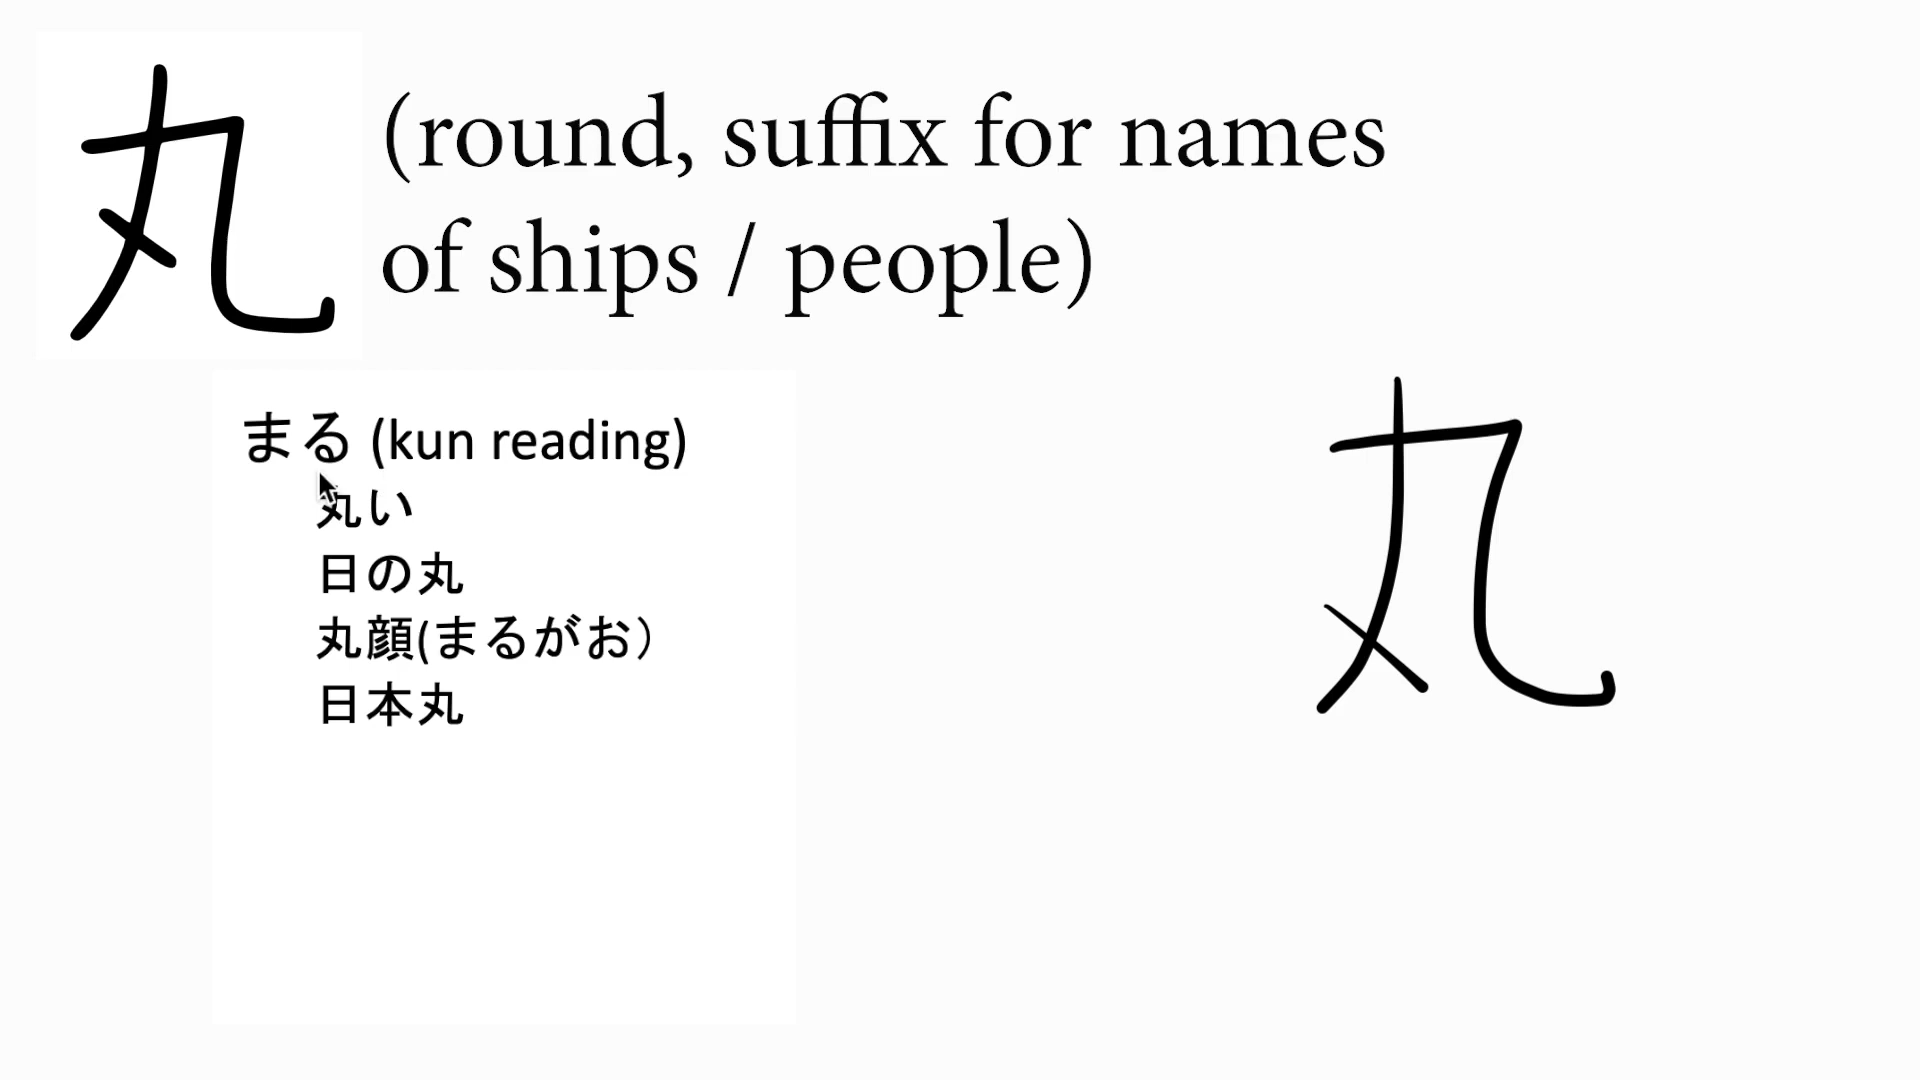 丸 (round, suffix for names
of ships / people)
まる (kun reading)
丸い
日の丸
丸顔(まるがお）
日本丸
丸